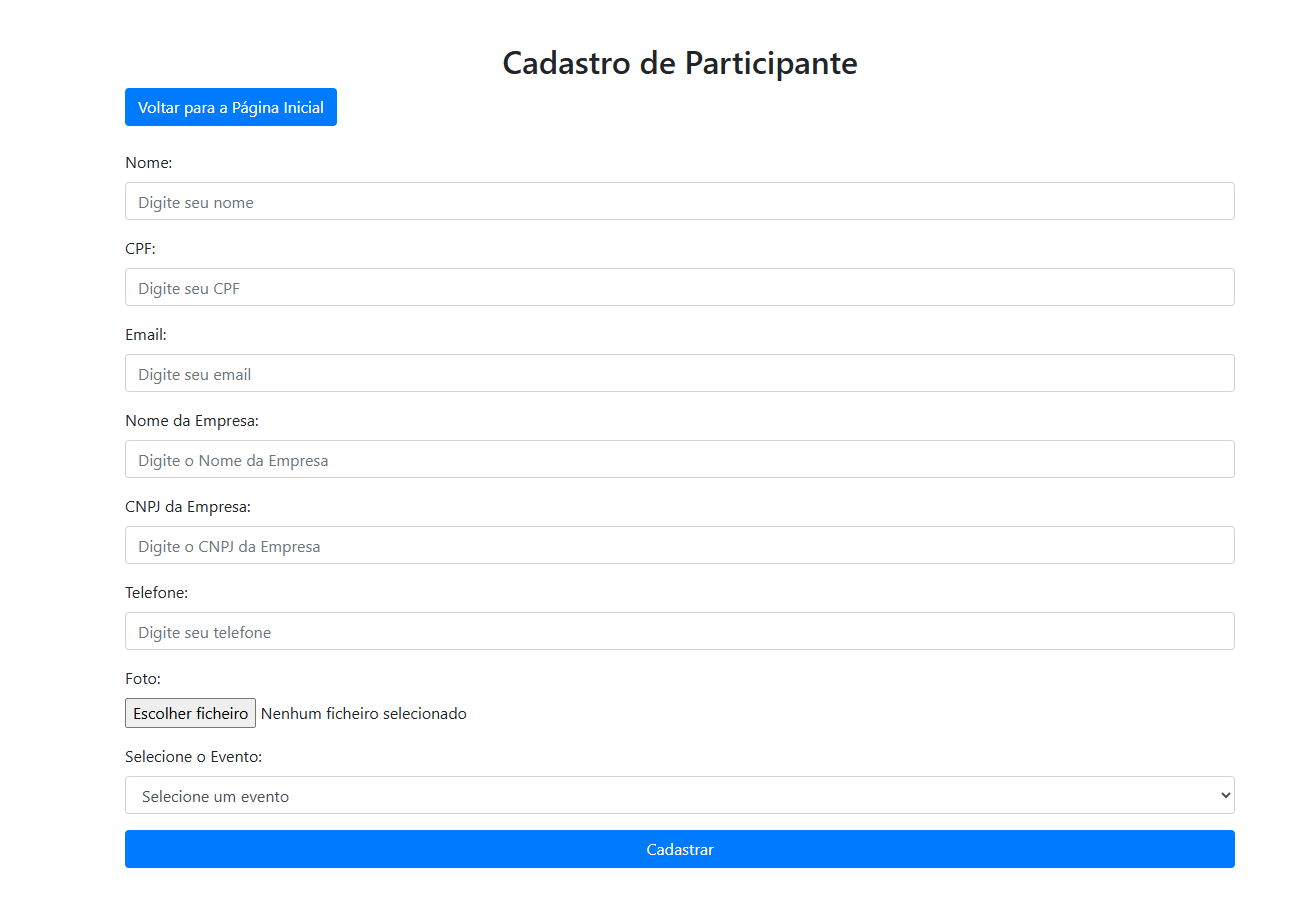 Cadastro de Participante
Voltar para a Página Inicial
Nome:
Digite seu nome
CPF:
Digite seu CPF
Email:
Digite seu email
Nome da Empresa:
Digite o Nome da Empresa
CNPJ da Empresa:
Digite o CNPJ da Empresa
Telefone:
Digite seu telefone
Foto:
Escolher ficheiro Nenhum ficheiro selecionado
Selecione o Evento:
Selecione um evento
Cadastrar